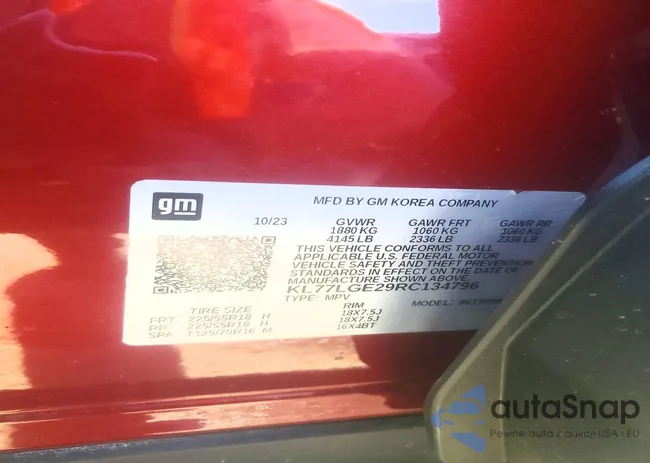 gm
MFD BY GM KOREA COMPANY
10/23 GVWR GAWR FRT GAWR RR
1880 KG 1060 KG 1060 KG
4145 LB 2336 LB 2336 LB
THIS VEHICLE CONFORMS TO ALL
APPLICABLE U.S. FEDERAL MOTOR
VEHICLE SAFETY AND THEFT PREVENTION
STANDARDS IN EFFECT ON THE DATE OF
MANUFACTURE SHOWN ABOVE.
KL77LGE29RC134796
TYPE: MPV MODEL:
TIRE SIZE RIM
FRT 225/55R18 H 18X7.5J
RR 225/55R18 H 18X7.5J
SPA T125/70R16 M 16X4BT
autaSnap
Pewne auta z aukcji USA i EU